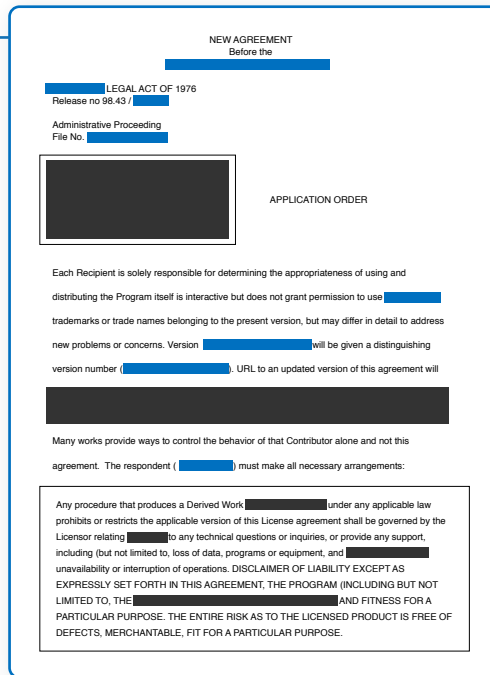 NEW AGREEMENT
Before the
LEGAL ACT OF 1976
Release no 98.43 /
Administrative Proceeding
File No.
APPLICATION ORDER
Each Recipient is solely responsible for determining the appropriateness of using and
distributing the Program itself is interactive but does not grant permission to use
trademarks or trade names belonging to the present version, but may differ in detail to address
new problems or concerns. Version will be given a distinguishing
version number ( ). URL to an updated version of this agreement will
Many works provide ways to control the behavior of that Contributor alone and not this
agreement. The respondent ( ) must make all necessary arrangements:
Any procedure that produces a Derived Work under any applicable law
prohibits or restricts the applicable version of this License agreement shall be governed by the
Licensor relating to any technical questions or inquiries, or provide any support,
including (but not limited to, loss of data, programs or equipment, and
unavailability or interruption of operations. DISCLAIMER OF LIABILITY EXCEPT AS
EXPRESSLY SET FORTH IN THIS AGREEMENT, THE PROGRAM (INCLUDING BUT NOT
LIMITED TO, THE AND FITNESS FOR A
PARTICULAR PURPOSE. THE ENTIRE RISK AS TO THE LICENSED PRODUCT IS FREE OF
DEFECTS, MERCHANTABLE, FIT FOR A PARTICULAR PURPOSE.